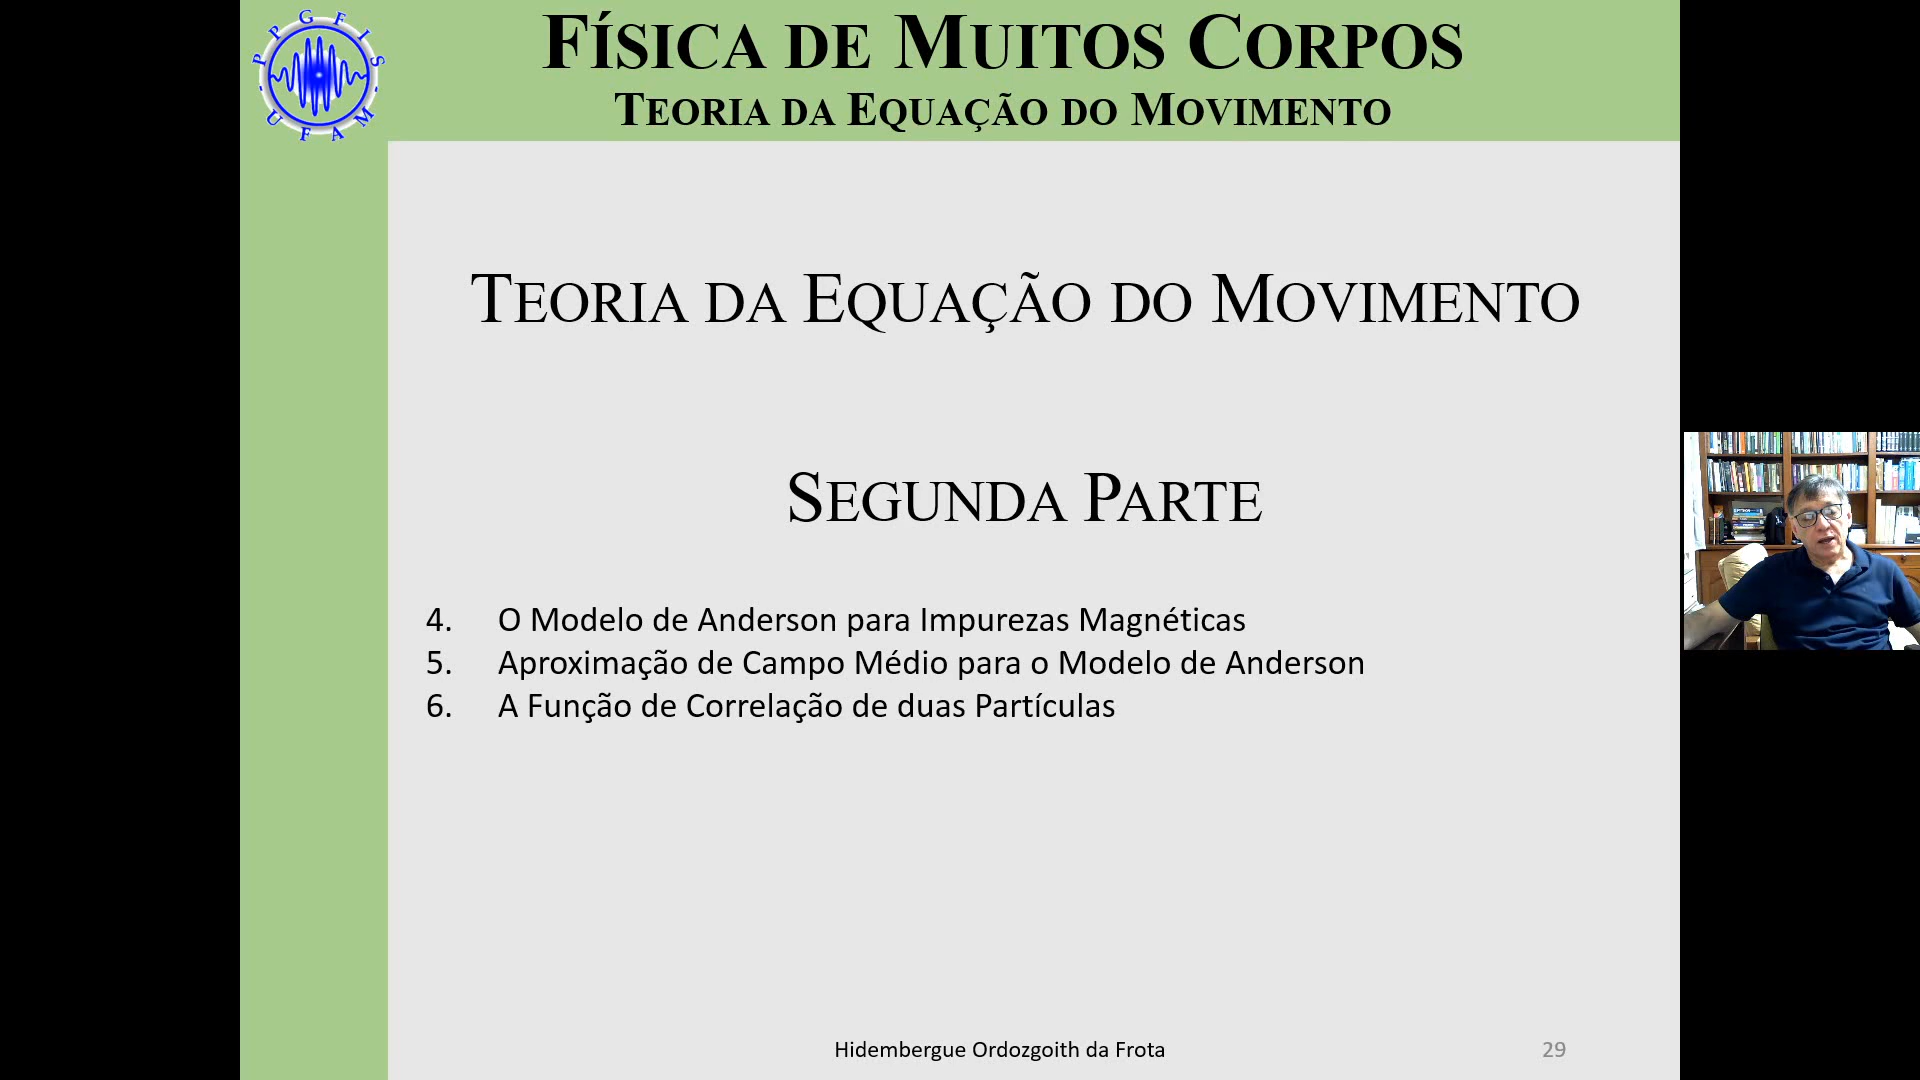 PPGFIS - UFAM -
FÍSICA DE MUITOS CORPOS
TEORIA DA EQUAÇÃO DO MOVIMENTO
TEORIA DA EQUAÇÃO DO MOVIMENTO
SEGUNDA PARTE
4. O Modelo de Anderson para Impurezas Magnéticas
5. Aproximação de Campo Médio para o Modelo de Anderson
6. A Função de Correlação de duas Partículas
Hidembergue Ordozgoith da Frota
29